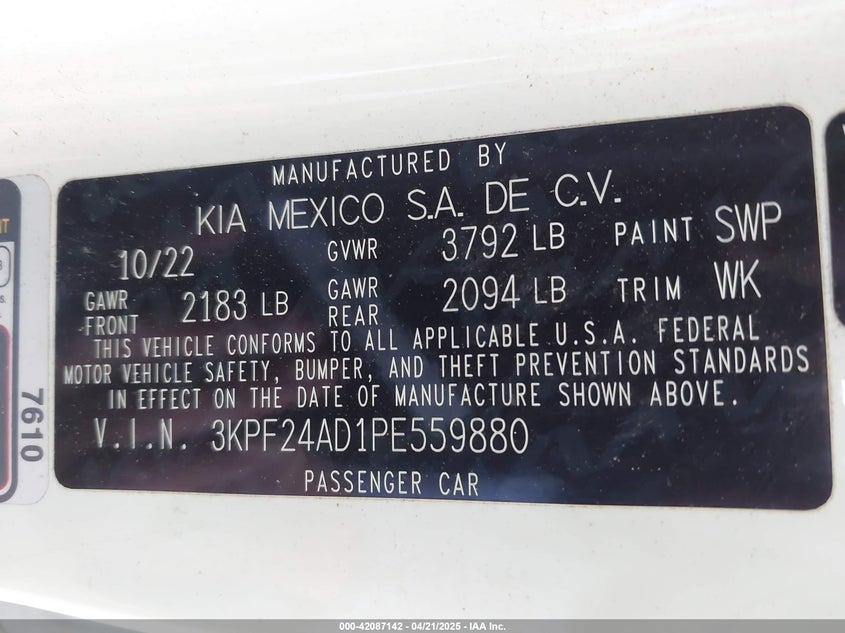 MANUFACTURED BY
KIA MEXICO S.A. DE C.V.
10/22 GVWR 3792 LB PAINT SWP
GAWR FRONT 2183 LB GAWR REAR 2094 LB TRIM WK
THIS VEHICLE CONFORMS TO ALL APPLICABLE U.S.A. FEDERAL
MOTOR VEHICLE SAFETY, BUMPER, AND THEFT PREVENTION STANDARDS
IN EFFECT ON THE DATE OF MANUFACTURE SHOWN ABOVE.
V.I.N. 3KPF24AD1PE559880
PASSENGER CAR
7610
000-42087142 - 04/21/2025 - IAA Inc.